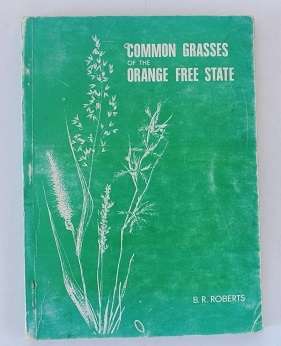 COMMON GRASSES
OF THE
ORANGE FREE STATE
B. R. ROBERTS